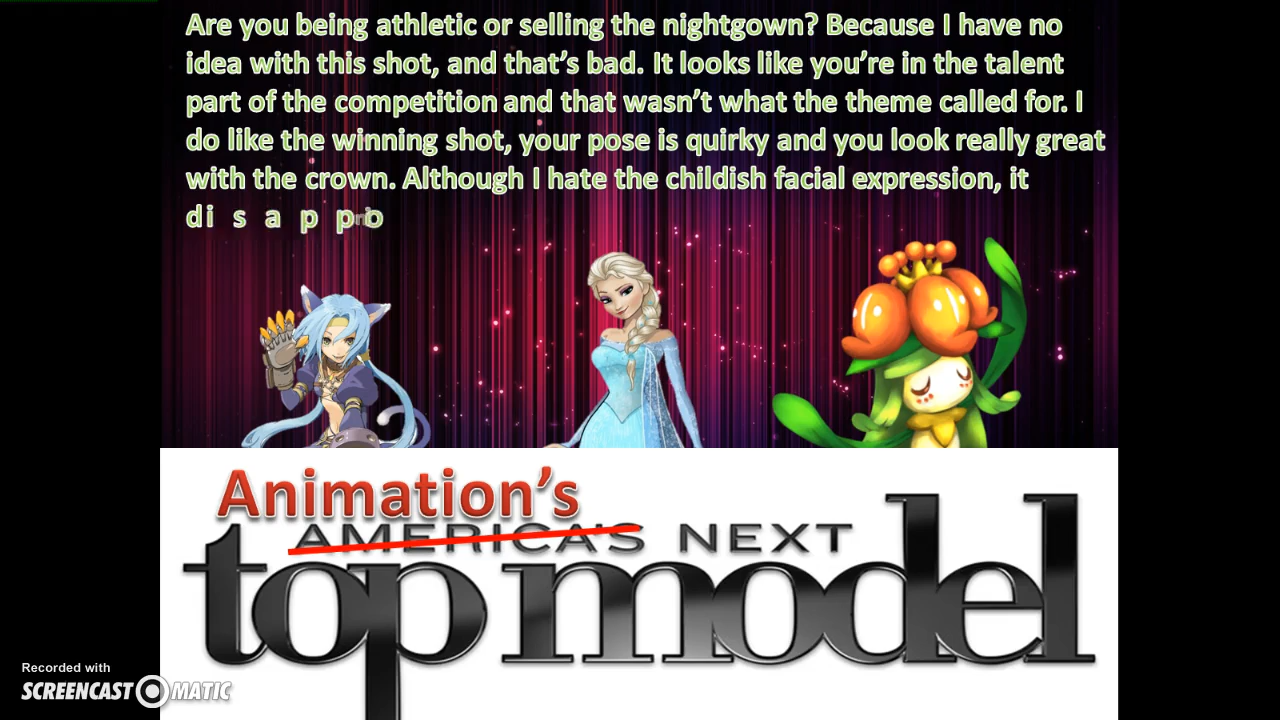 Are you being athletic or selling the nightgown? Because I have no
idea with this shot, and that's bad. It looks like you're in the talent
part of the competition and that wasn't what the theme called for. I
do like the winning shot, your pose is quirky and you look really great
with the crown. Although I hate the childish facial expression, it
disappo
Animation's
AMERICA'S NEXT
top model
Recorded with
SCREENCAST MATIC